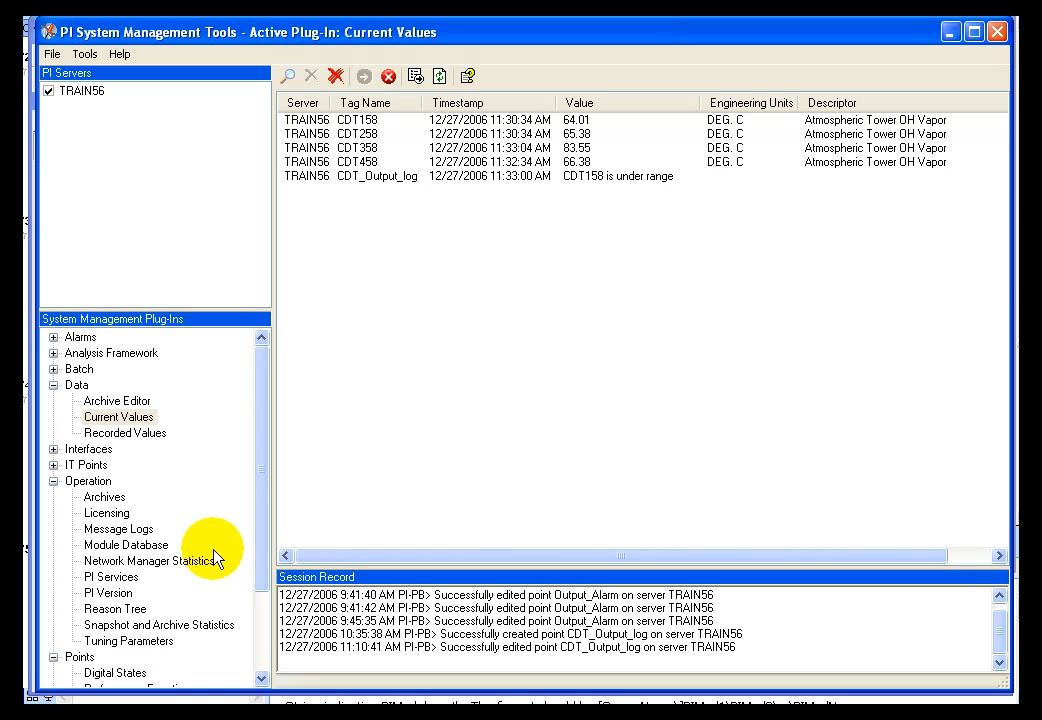 PI System Management Tools - Active Plug-In: Current Values
File Tools Help
PI Servers
TRAIN56
System Management Plug-Ins
Alarms
Analysis Framework
Batch
Data
Archive Editor
Current Values
Recorded Values
Interfaces
IT Points
Operation
Archives
Licensing
Message Logs
Module Database
Network Manager Statistics
PI Services
PI Version
Reason Tree
Snapshot and Archive Statistics
Tuning Parameters
Points
Digital States
Server Tag Name Timestamp Value Engineering Units Descriptor
TRAIN56 CDT158 12/27/2006 11:30:34 AM 64.01 DEG. C Atmospheric Tower OH Vapor
TRAIN56 CDT258 12/27/2006 11:30:34 AM 65.38 DEG. C Atmospheric Tower OH Vapor
TRAIN56 CDT358 12/27/2006 11:33:04 AM 83.55 DEG. C Atmospheric Tower OH Vapor
TRAIN56 CDT458 12/27/2006 11:32:34 AM 66.38 DEG. C Atmospheric Tower OH Vapor
TRAIN56 CDT_Output_log 12/27/2006 11:33:00 AM CDT158 is under range
Session Record
12/27/2006 9:41:40 AM PI-PB> Successfully edited point Output_Alarm on server TRAIN56
12/27/2006 9:41:42 AM PI-PB> Successfully edited point Output_Alarm on server TRAIN56
12/27/2006 9:45:35 AM PI-PB> Successfully edited point Output_Alarm on server TRAIN56
12/27/2006 10:35:38 AM PI-PB> Successfully created point CDT_Output_log on server TRAIN56
12/27/2006 11:10:41 AM PI-PB> Successfully edited point CDT_Output_log on server TRAIN56